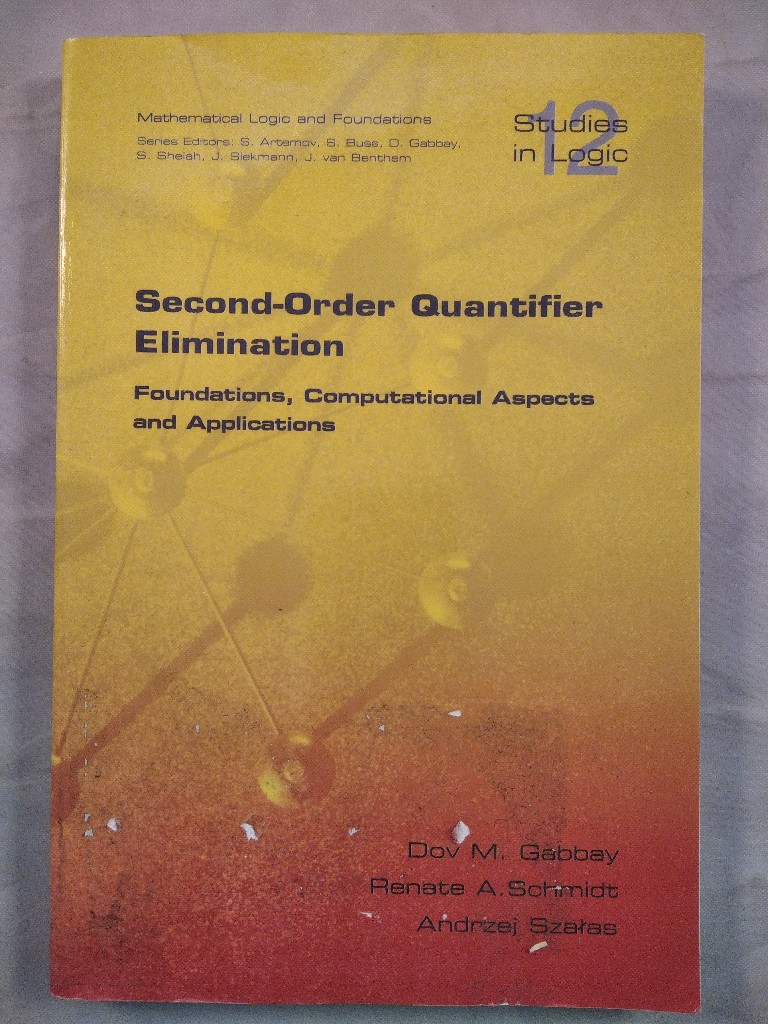 Mathematical Logic and Foundations
Series Editors: S. Artemov, S. Buss, D. Gabbay,
S. Shelah, J. Siekmann, J. van Benthem
12
Studies
in Logic
Second-Order Quantifier
Elimination
Foundations, Computational Aspects
and Applications
Dov M. Gabbay
Renate A. Schmidt
Andrzej Szałas